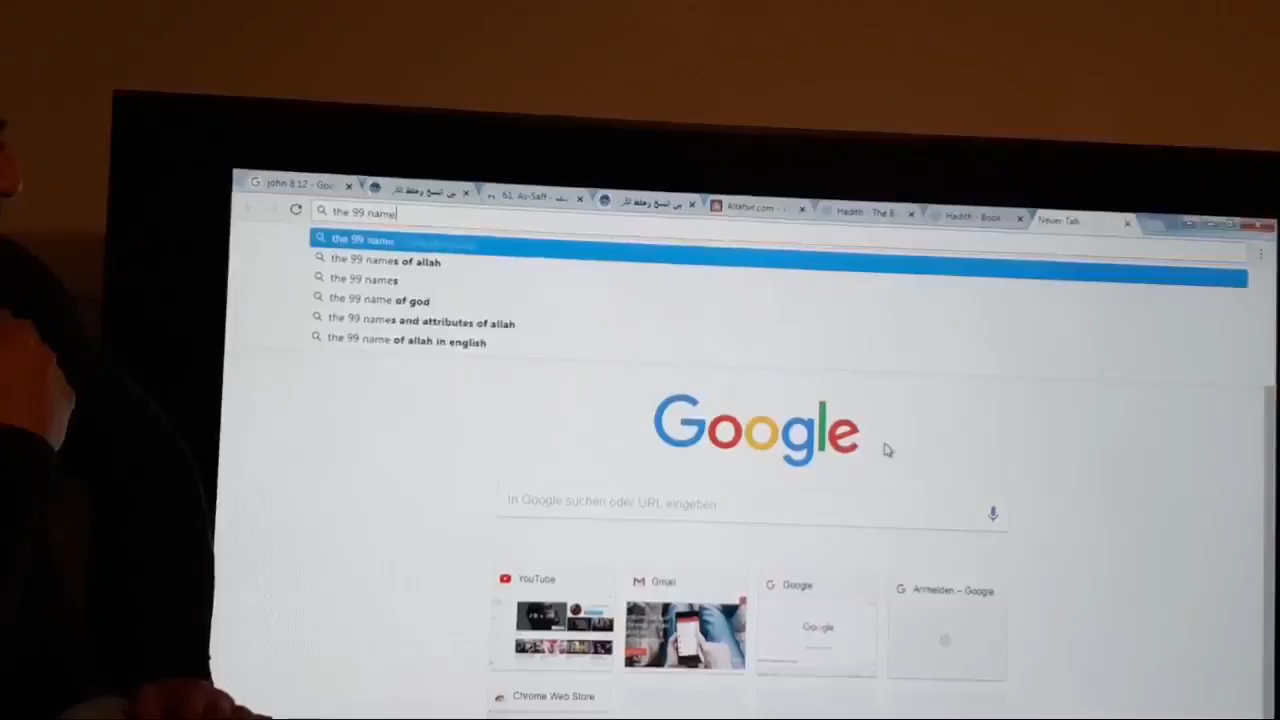 john 8,12 - Goo
61. As-Saff -
Altafsir.com -
Hadith - The B
Hadith - Book
Neuer Tab
the 99 name
the 99 name
the 99 names of allah
the 99 names
the 99 name of god
the 99 names and attributes of allah
the 99 name of allah in english
Google
In Google suchen oder URL eingeben
YouTube
Gmail
Google
Anmelden – Google
Google
Chrome Web Store